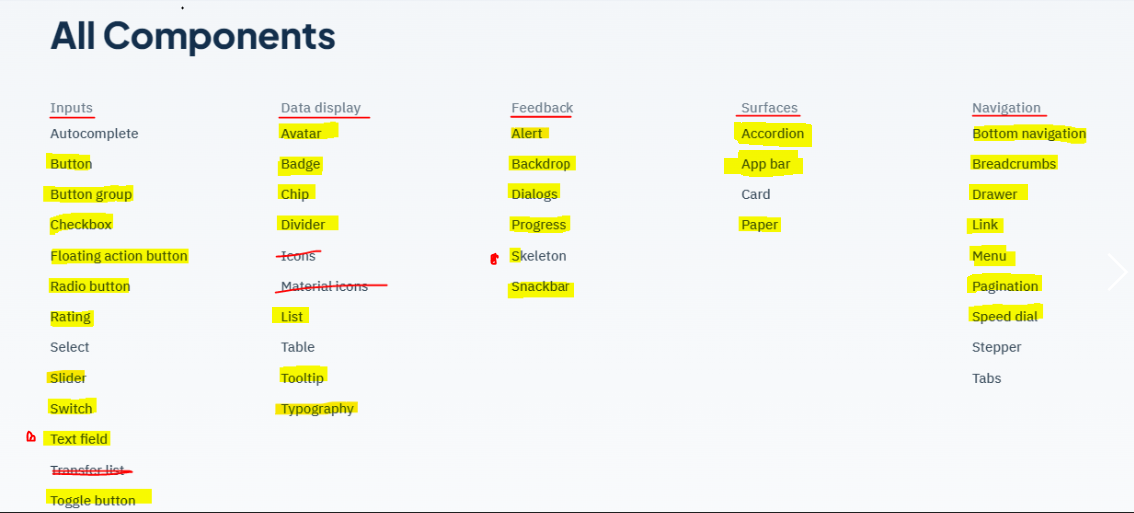 All Components
Inputs
Autocomplete
Button
Button group
Checkbox
Floating action button
Radio button
Rating
Select
Slider
Switch
Text field
Transfer list
Toggle button
Data display
Avatar
Badge
Chip
Divider
Icons
Material icons
List
Table
Tooltip
Typography
Feedback
Alert
Backdrop
Dialogs
Progress
Skeleton
Snackbar
Surfaces
Accordion
App bar
Card
Paper
Navigation
Bottom navigation
Breadcrumbs
Drawer
Link
Menu
Pagination
Speed dial
Stepper
Tabs